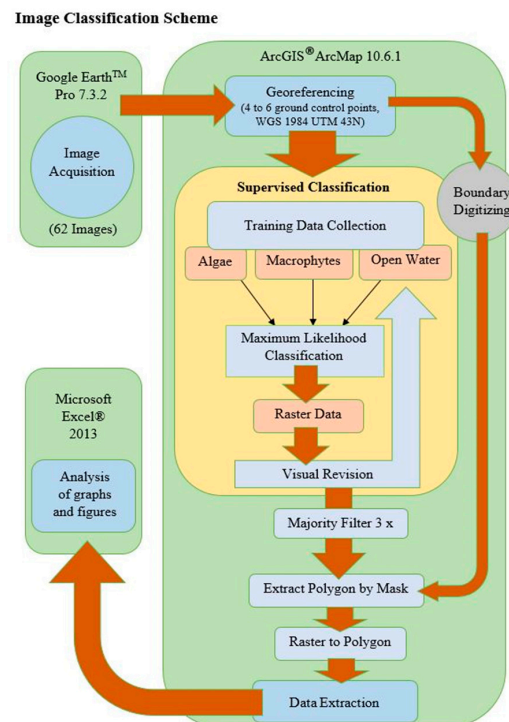 Image Classification Scheme
Google Earth™
Pro 7.3.2
Image
Acquisition
(62 Images)
ArcGIS® ArcMap 10.6.1
Georeferencing
(4 to 6 ground control points,
WGS 1984 UTM 43N)
Boundary
Digitizing
Supervised Classification
Training Data Collection
Algae
Macrophytes
Open Water
Maximum Likelihood
Classification
Raster Data
Visual Revision
Majority Filter 3 x
Extract Polygon by Mask
Raster to Polygon
Data Extraction
Microsoft
Excel®
2013
Analysis
of graphs
and figures